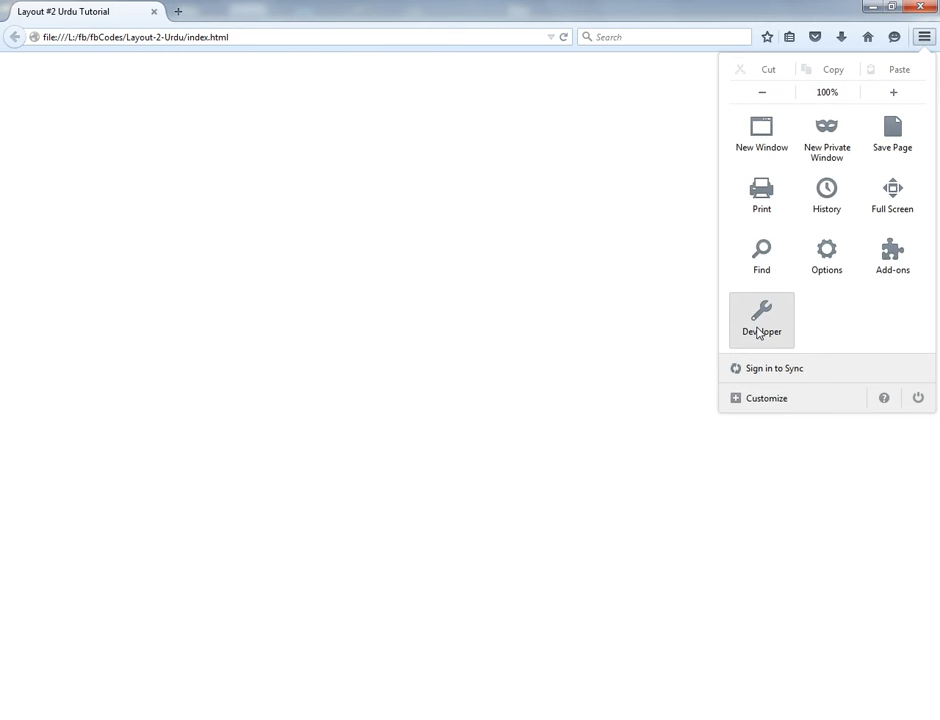 Layout #2 Urdu Tutorial
file:///L:/fb/fbCodes/Layout-2-Urdu/index.html
Search
Cut
Copy
Paste
100%
New Window
New Private Window
Save Page
Print
History
Full Screen
Find
Options
Add-ons
Developer
Sign in to Sync
Customize